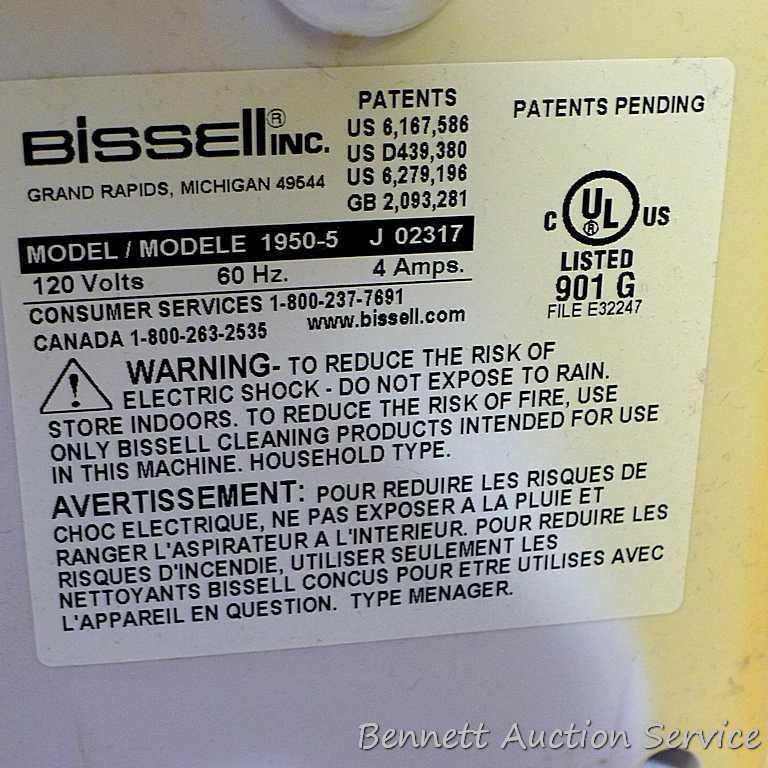 BISSELL® INC.
GRAND RAPIDS, MICHIGAN 49544
PATENTS
US 6,167,586
US D439,380
US 6,279,196
GB 2,093,281
PATENTS PENDING
MODEL / MODELE 1950-5 J 02317
120 Volts 60 Hz. 4 Amps.
CONSUMER SERVICES 1-800-237-7691
CANADA 1-800-263-2535 www.bissell.com
C UL® US
LISTED
901 G
FILE E32247
WARNING- TO REDUCE THE RISK OF
ELECTRIC SHOCK - DO NOT EXPOSE TO RAIN.
STORE INDOORS. TO REDUCE THE RISK OF FIRE, USE
ONLY BISSELL CLEANING PRODUCTS INTENDED FOR USE
IN THIS MACHINE. HOUSEHOLD TYPE.
AVERTISSEMENT: POUR REDUIRE LES RISQUES DE
CHOC ELECTRIQUE, NE PAS EXPOSER A LA PLUIE ET
RANGER L'ASPIRATEUR A L'INTERIEUR. POUR REDUIRE LES
RISQUES D'INCENDIE, UTILISER SEULEMENT LES
NETTOYANTS BISSELL CONCUS POUR ETRE UTILISES AVEC
L'APPAREIL EN QUESTION. TYPE MENAGER.
Bennett Auction Service